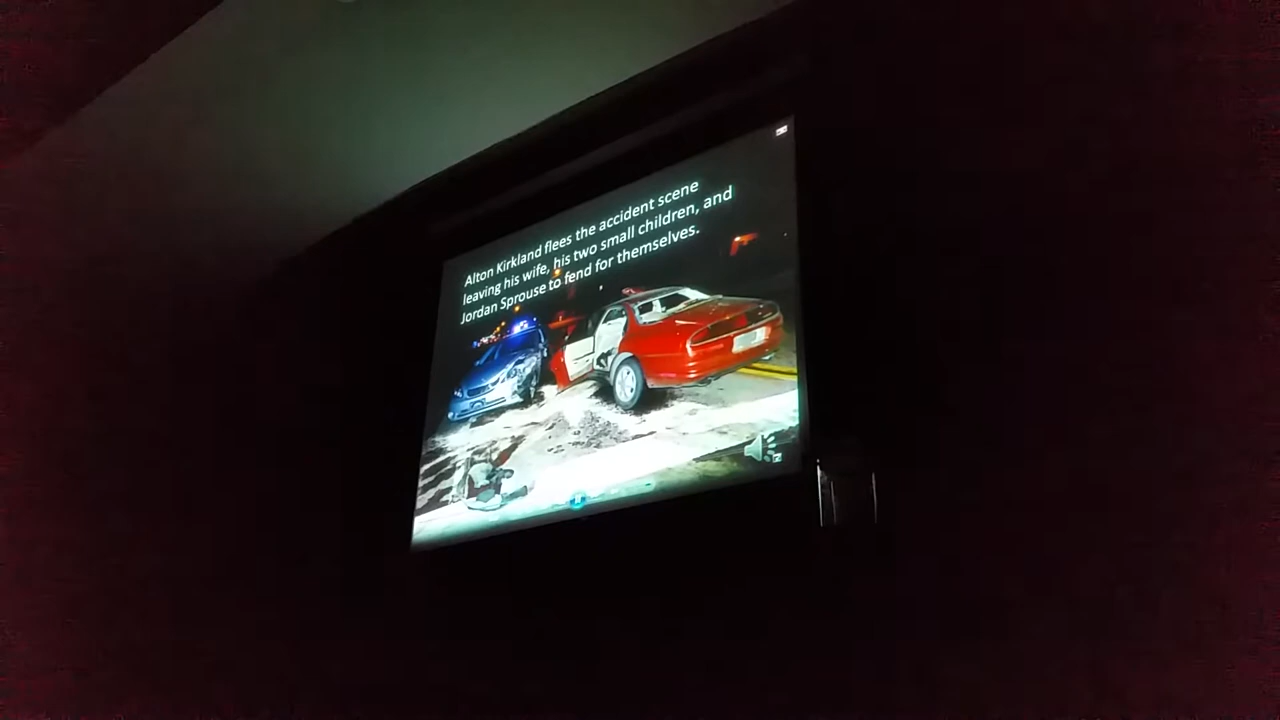 Alton Kirkland flees the accident scene
leaving his wife, his two small children, and
Jordan Sprouse to fend for themselves.